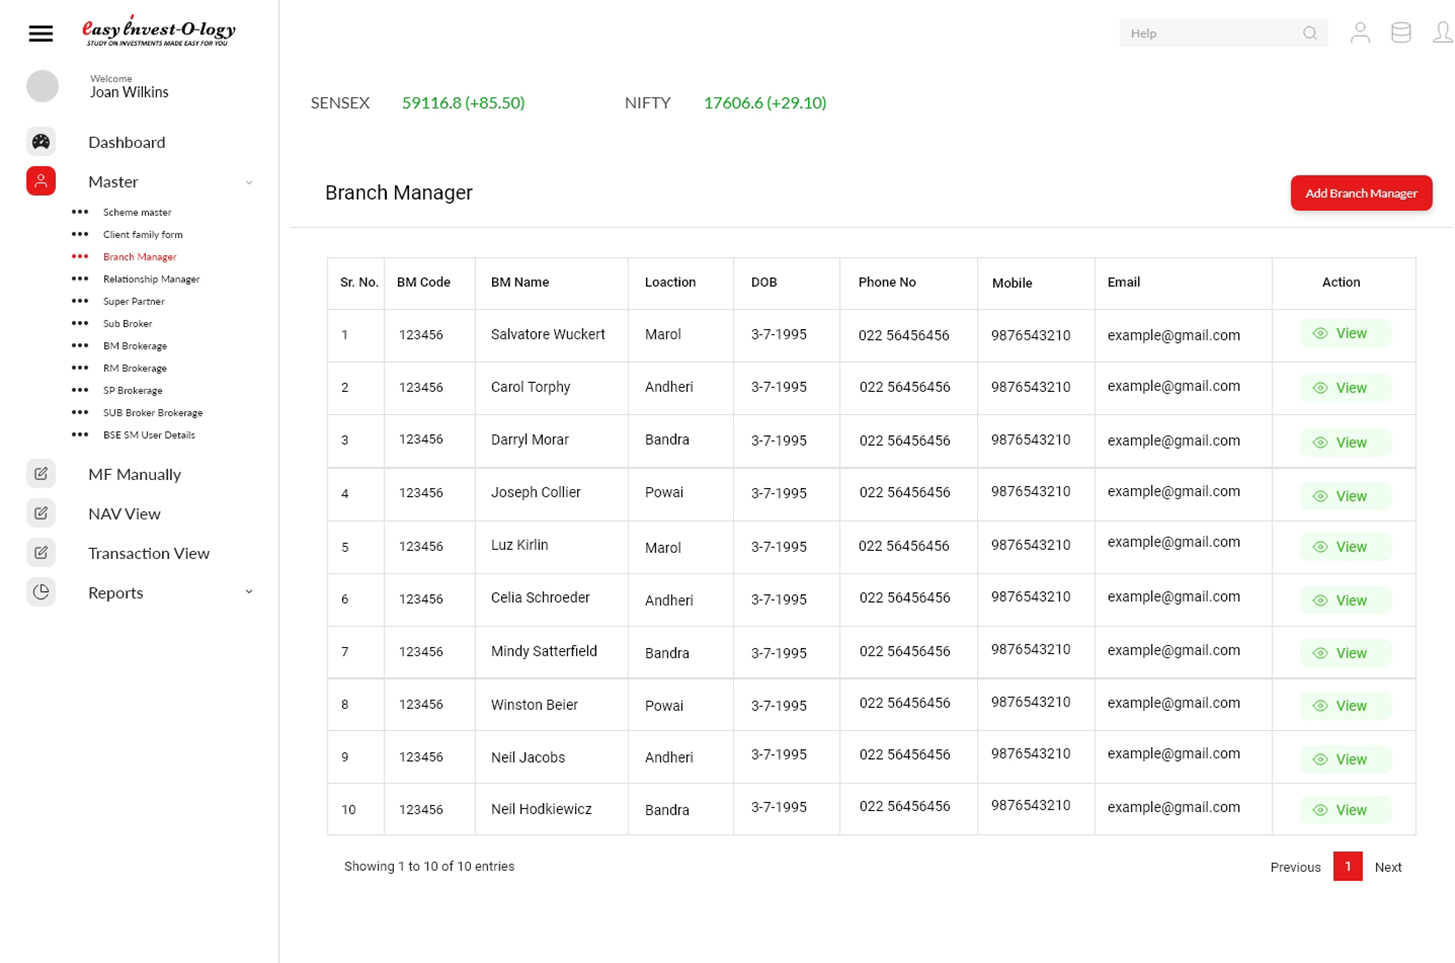 Easy Invest-O-logy
STUDY ON INVESTMENTS MADE EASY FOR YOU
Help
Welcome
Joan Wilkins
SENSEX 59116.8 (+85.50) NIFTY 17606.6 (+29.10)
Dashboard
Master
Scheme master
Client family form
Branch Manager
Relationship Manager
Super Partner
Sub Broker
BM Brokerage
RM Brokerage
SP Brokerage
SUB Broker Brokerage
BSE SM User Details
MF Manually
NAV View
Transaction View
Reports
Branch Manager
Add Branch Manager
Sr. No. BM Code BM Name Loaction DOB Phone No Mobile Email Action
1 123456 Salvatore Wuckert Marol 3-7-1995 022 56456456 9876543210 example@gmail.com View
2 123456 Carol Torphy Andheri 3-7-1995 022 56456456 9876543210 example@gmail.com View
3 123456 Darryl Morar Bandra 3-7-1995 022 56456456 9876543210 example@gmail.com View
4 123456 Joseph Collier Powai 3-7-1995 022 56456456 9876543210 example@gmail.com View
5 123456 Luz Kirlin Marol 3-7-1995 022 56456456 9876543210 example@gmail.com View
6 123456 Celia Schroeder Andheri 3-7-1995 022 56456456 9876543210 example@gmail.com View
7 123456 Mindy Satterfield Bandra 3-7-1995 022 56456456 9876543210 example@gmail.com View
8 123456 Winston Beier Powai 3-7-1995 022 56456456 9876543210 example@gmail.com View
9 123456 Neil Jacobs Andheri 3-7-1995 022 56456456 9876543210 example@gmail.com View
10 123456 Neil Hodkiewicz Bandra 3-7-1995 022 56456456 9876543210 example@gmail.com View
Showing 1 to 10 of 10 entries
Previous 1 Next